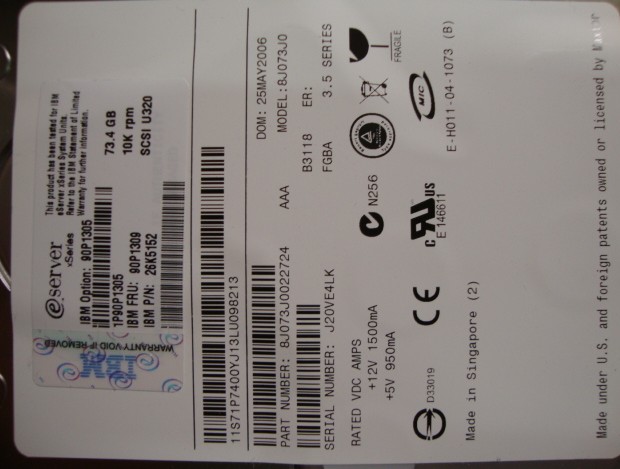 eserver
xSeries
This product has been tested for IBM
eServer xSeries System Units.
Refer to the IBM Statement of Limited
Warranty for further information.
IBM Option: 90P1305
1P90P1305
IBM FRU: 90P1309
IBM P/N: 26K5152
73.4 GB
10K rpm
SCSI U320
WARRANTY VOID IF REMOVED
IBM
11S71P7400YJ13LU098213
DOM: 25MAY2006
PART NUMBER: 8J073J0022724 AAA MODEL: 8J073J0
B3118 ER:
SERIAL NUMBER: J20VE4LK FGBA 3.5 SERIES
RATED VDC AMPS
+12V 1500mA
+5V 950mA
N256
FRAGILE
D33019
CE
c RU US
E 146611
MIC
E-H011-04-1073 (B)
Made in Singapore (2)
Made under U.S. and foreign patents owned or licensed by